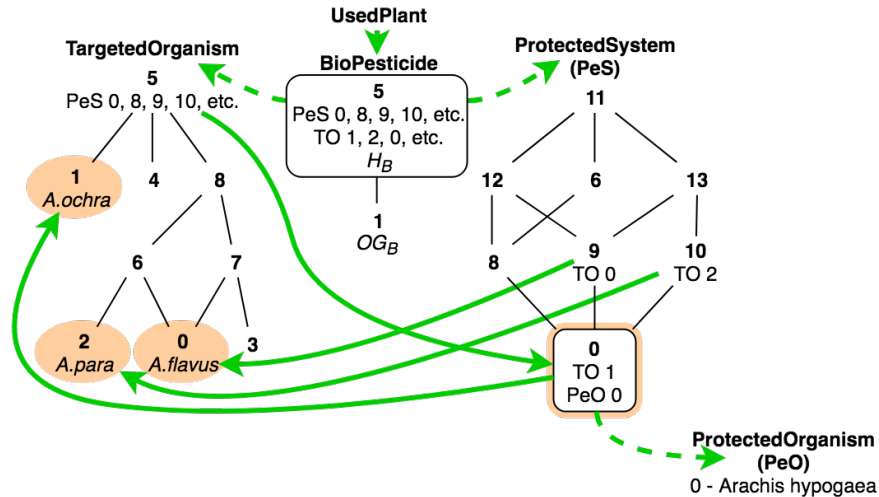 UsedPlant
TargetedOrganism
BioPesticide
ProtectedSystem
(PeS)
5
PeS 0, 8, 9, 10, etc.
5
PeS 0, 8, 9, 10, etc.
TO 1, 2, 0, etc.
H_B
11
1
A.ochra
4
8
12
6
13
1
OG_B
6
7
8
9
TO 0
10
TO 2
2
A.para
0
A.flavus
3
0
TO 1
PeO 0
ProtectedOrganism
(PeO)
0 - Arachis hypogaea